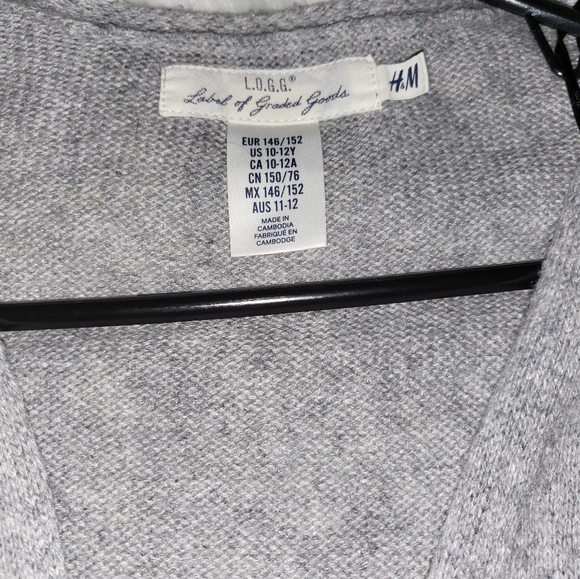 L.O.G.G.®
Label of Graded Goods
H&M
EUR 146/152
US 10-12Y
CA 10-12A
CN 150/76
MX 146/152
AUS 11-12
MADE IN
CAMBODIA
FABRIQUÉ EN
CAMBODGE